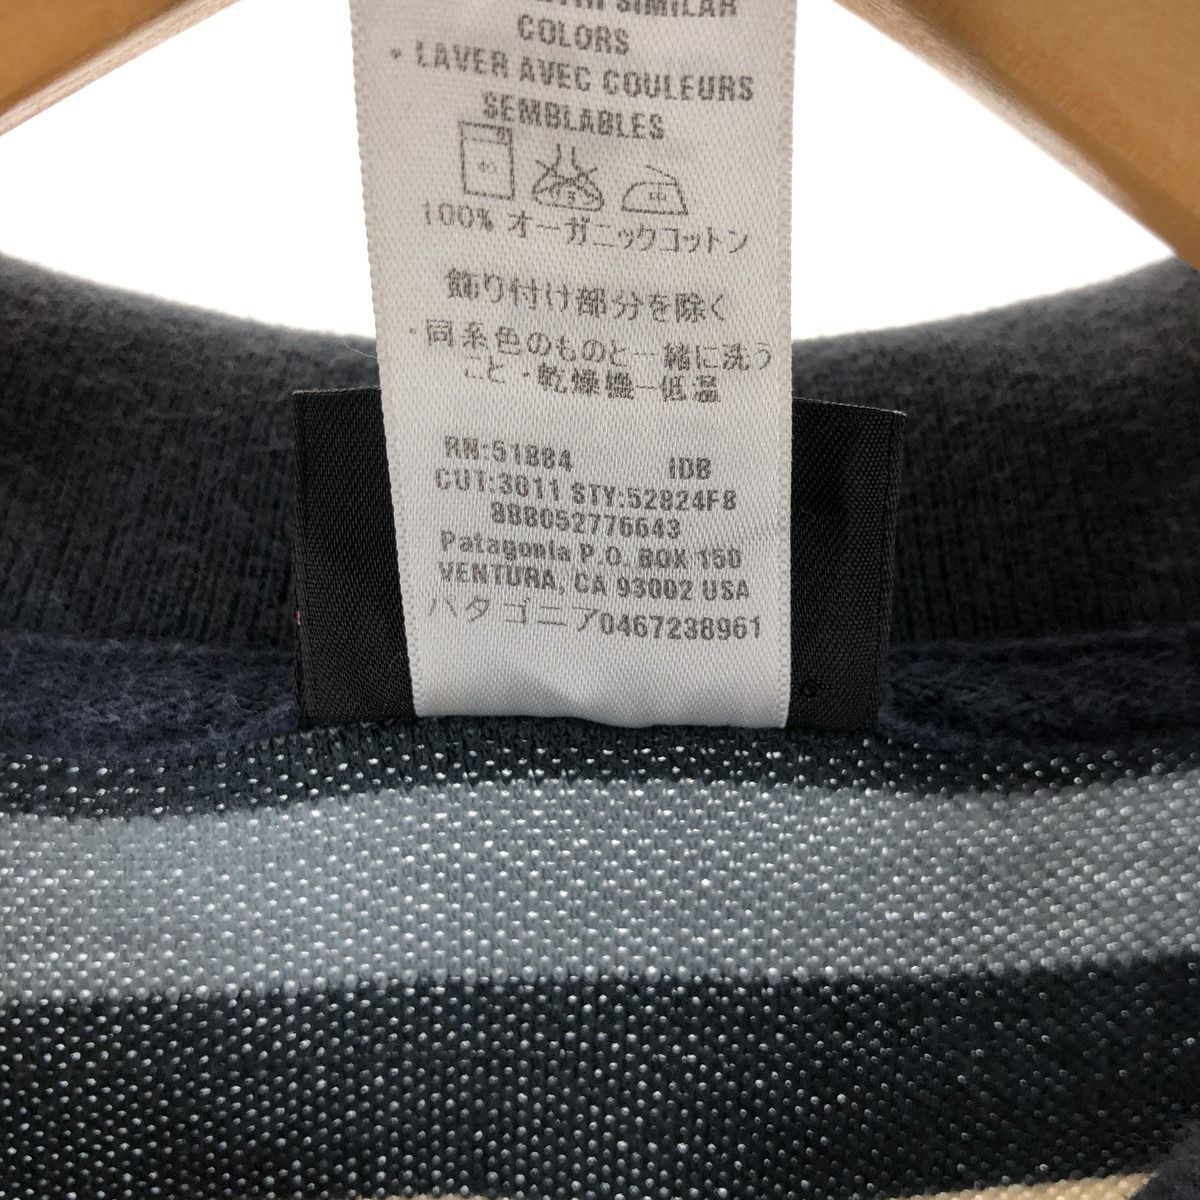 SIMILAR
COLORS
• LAVER AVEC COULEURS
SEMBLABLES
100% オーガニックコットン
飾り付け部分を除く
・同系色のものと一緒に洗う
こと・乾燥機ー低温
RN:51884 IDB
CUT:3011 STY:52824F8
888052776643
Patagonia P.O. BOX 150
VENTURA, CA 93002 USA
パタゴニア0467238961